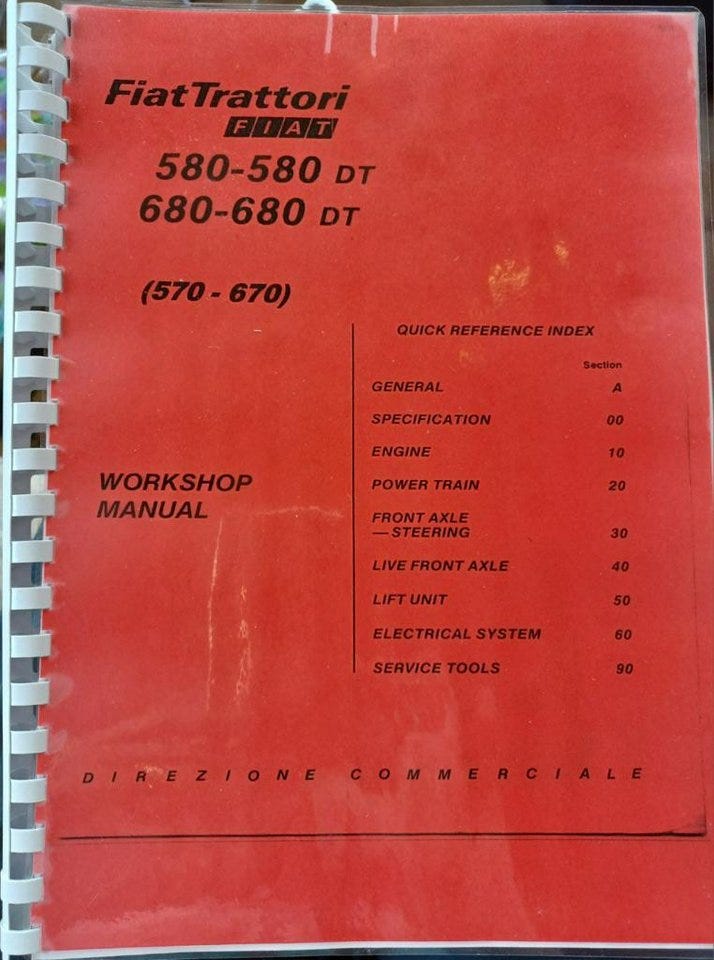 FiatTrattori
FIAT
580-580 DT
680-680 DT
(570 - 670)
WORKSHOP
MANUAL
QUICK REFERENCE INDEX
Section
GENERAL A
SPECIFICATION 00
ENGINE 10
POWER TRAIN 20
FRONT AXLE
—STEERING 30
LIVE FRONT AXLE 40
LIFT UNIT 50
ELECTRICAL SYSTEM 60
SERVICE TOOLS 90
DIREZIONE COMMERCIALE